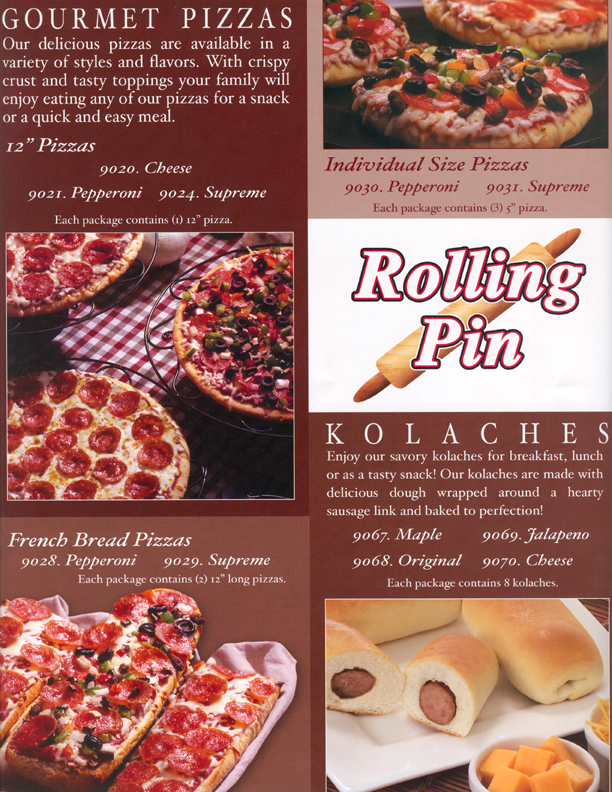 GOURMET PIZZAS
Our delicious pizzas are available in a
variety of styles and flavors. With crispy
crust and tasty toppings your family will
enjoy eating any of our pizzas for a snack
or a quick and easy meal.
12" Pizzas
9020. Cheese
9021. Pepperoni 9024. Supreme
Each package contains (1) 12" pizza.
French Bread Pizzas
9028. Pepperoni 9029. Supreme
Each package contains (2) 12" long pizzas.
Individual Size Pizzas
9030. Pepperoni 9031. Supreme
Each package contains (3) 5" pizza.
Rolling
Pin
KOLACHES
Enjoy our savory kolaches for breakfast, lunch
or as a tasty snack! Our kolaches are made with
delicious dough wrapped around a hearty
sausage link and baked to perfection!
9067. Maple 9069. Jalapeno
9068. Original 9070. Cheese
Each package contains 8 kolaches.